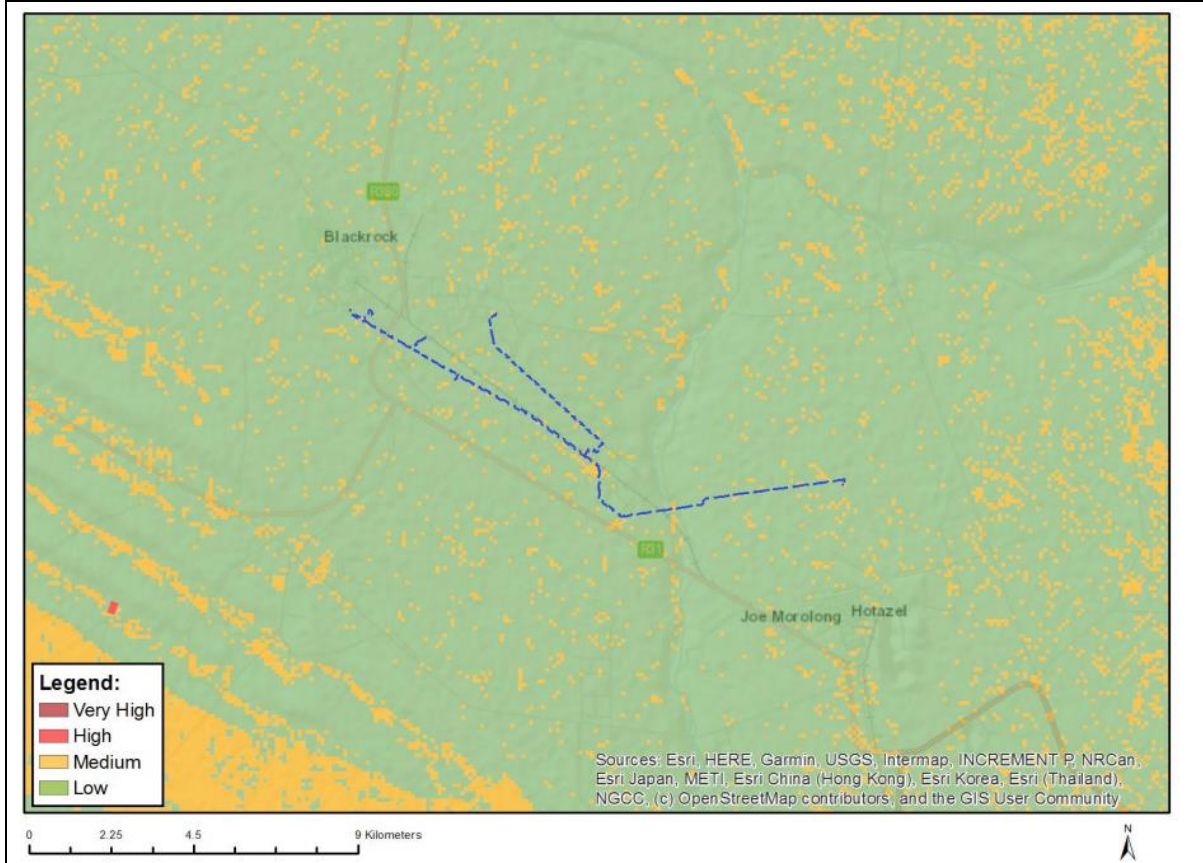 R380
Blackrock
R31
Joe Morolong
Hotazel
Legend:
Very High
High
Medium
Low
Sources: Esri, HERE, Garmin, USGS, Intermap, INCREMENT P, NRCan,
Esri Japan, METI, Esri China (Hong Kong), Esri Korea, Esri (Thailand),
NGCC, (c) OpenStreetMap contributors, and the GIS User Community
0 2.25 4.5 9 Kilometers
N